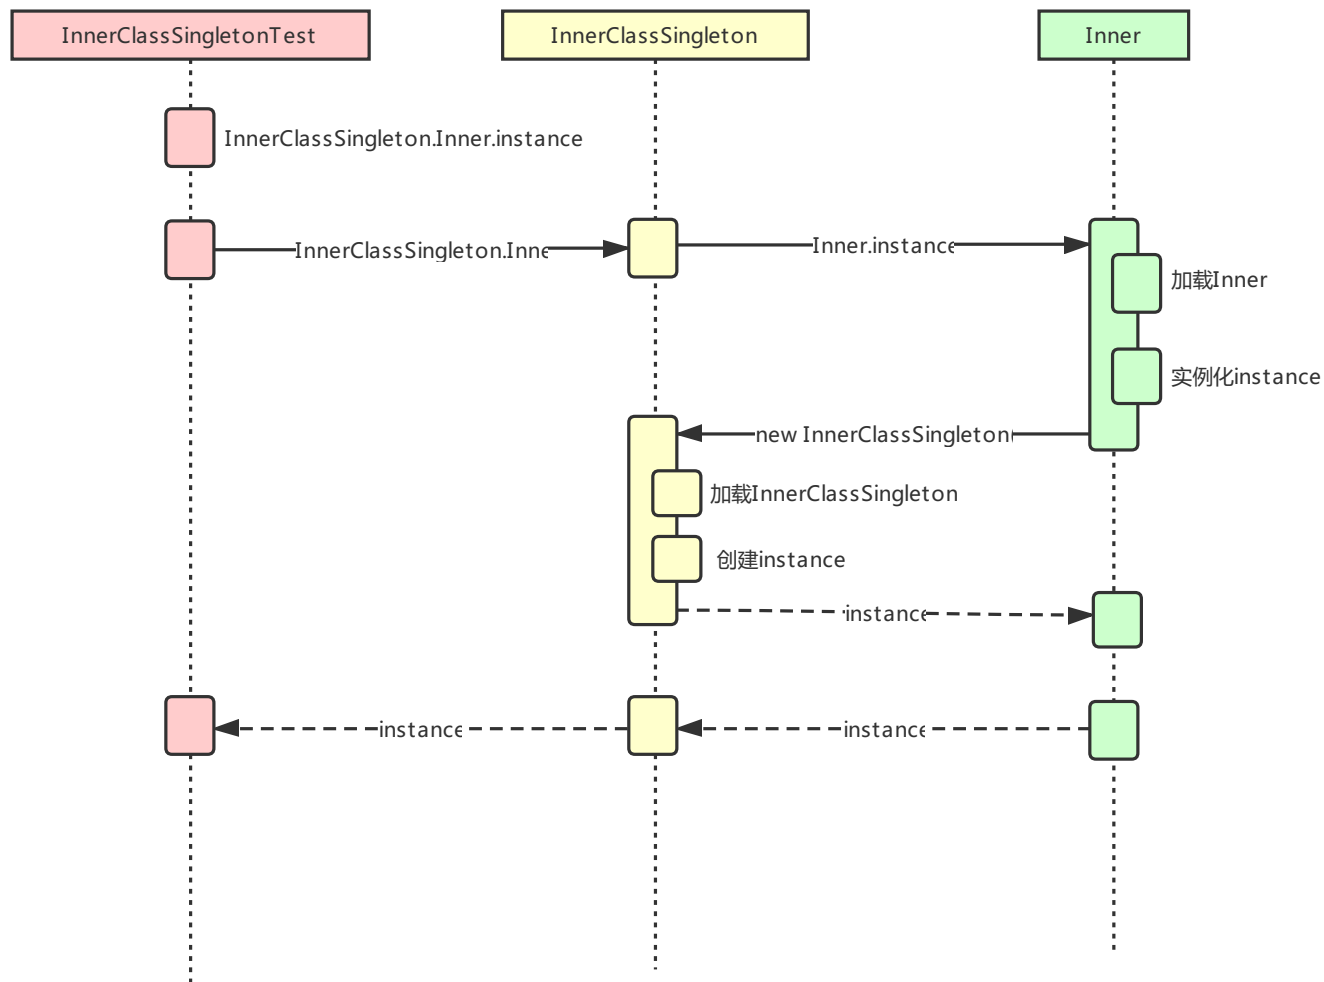 InnerClassSingletonTest
InnerClassSingleton
Inner
InnerClassSingleton.Inner.instance
InnerClassSingleton.Inne
Inner.instance
加载Inner
实例化instance
new InnerClassSingleton(
加载InnerClassSingleton
创建instance
instance
instance
instance